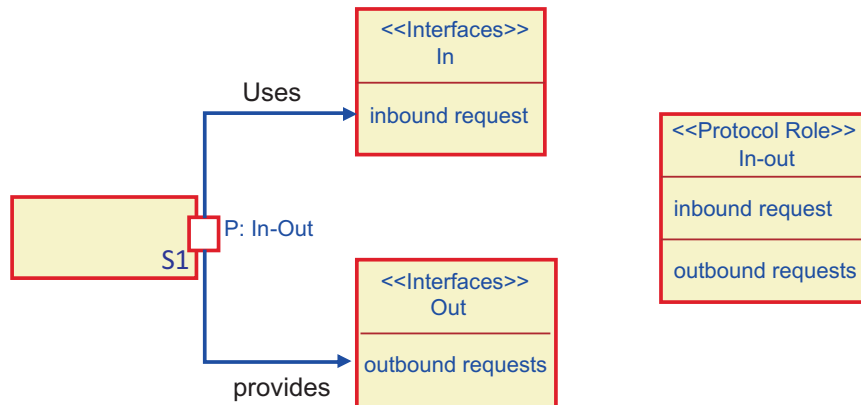 <<Interfaces>>
In
inbound request
Uses
<<Protocol Role>>
In-out
inbound request
outbound requests
P: In-Out
S1
<<Interfaces>>
Out
outbound requests
provides